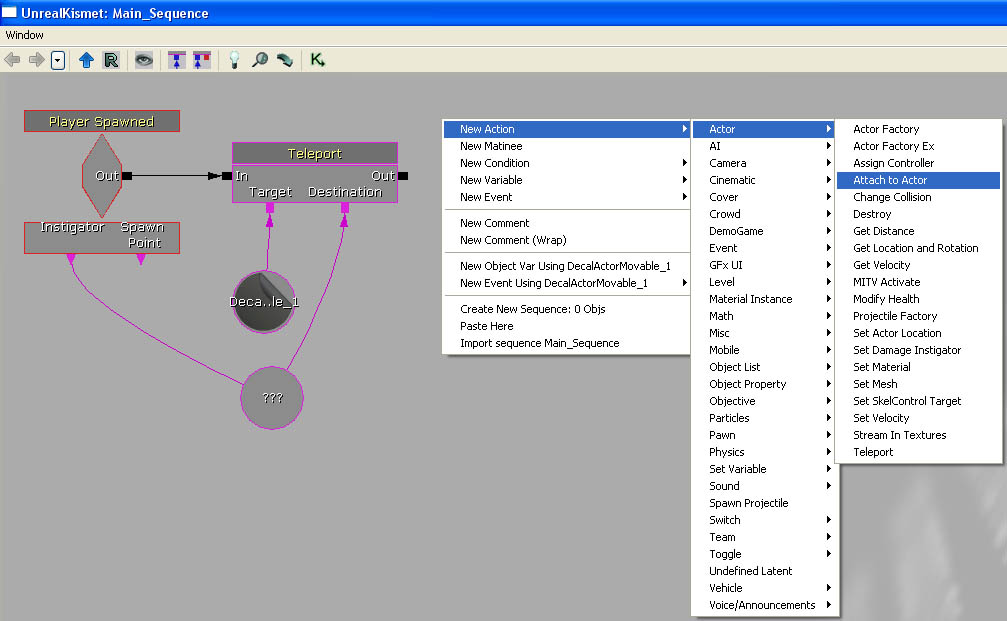 UnrealKismet: Main_Sequence
Window
R
K
Player Spawned
Out
Instigator Spawn
Point
Teleport
In Out
Target Destination
Deca..le_1
???
New Action
New Matinee
New Condition
New Variable
New Event
New Comment
New Comment (Wrap)
New Object Var Using DecalActorMovable_1
New Event Using DecalActorMovable_1
Create New Sequence: 0 Objs
Paste Here
Import sequence Main_Sequence
Actor
AI
Camera
Cinematic
Cover
Crowd
DemoGame
Event
GFx UI
Level
Material Instance
Math
Misc
Mobile
Object List
Object Property
Objective
Particles
Pawn
Physics
Set Variable
Sound
Spawn Projectile
Switch
Team
Toggle
Undefined Latent
Vehicle
Voice/Announcements
Actor Factory
Actor Factory Ex
Assign Controller
Attach to Actor
Change Collision
Destroy
Get Distance
Get Location and Rotation
Get Velocity
MITV Activate
Modify Health
Projectile Factory
Set Actor Location
Set Damage Instigator
Set Material
Set Mesh
Set SkelControl Target
Set Velocity
Stream In Textures
Teleport